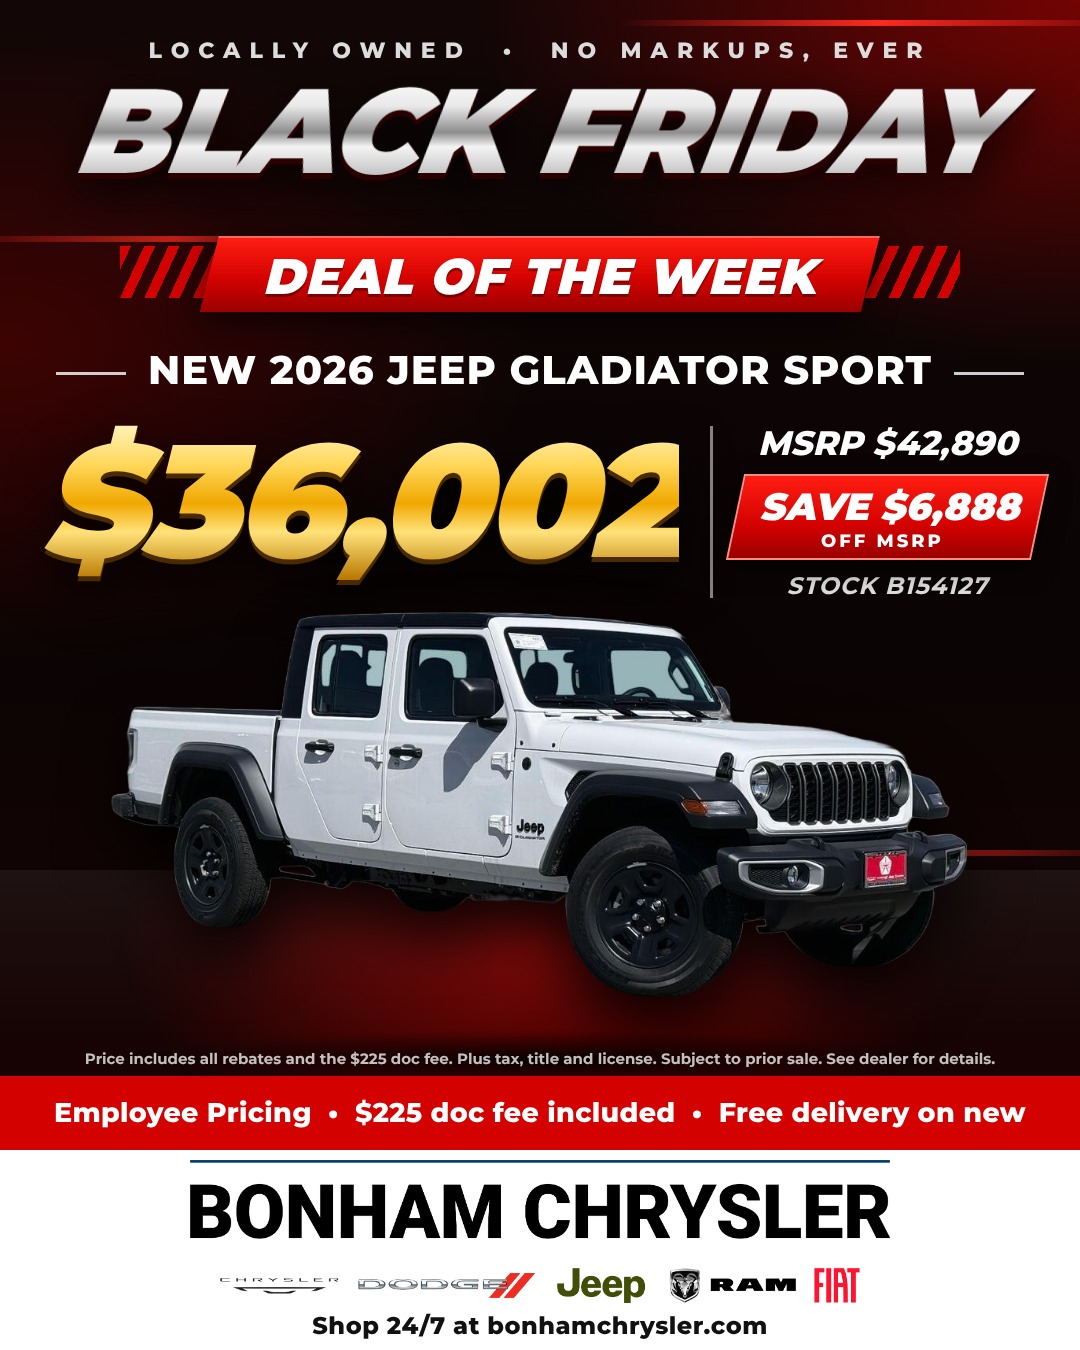 LOCALLY OWNED • NO MARKUPS, EVER
BLACK FRIDAY
DEAL OF THE WEEK
NEW 2026 JEEP GLADIATOR SPORT
$36,002
MSRP $42,890
SAVE $6,888
OFF MSRP
STOCK B154127
Jeep
GLADIATOR
Price includes all rebates and the $225 doc fee. Plus tax, title and license. Subject to prior sale. See dealer for details.
Employee Pricing • $225 doc fee included • Free delivery on new
BONHAM CHRYSLER
CHRYSLER DODGE Jeep RAM FIAT
Shop 24/7 at bonhamchrysler.com